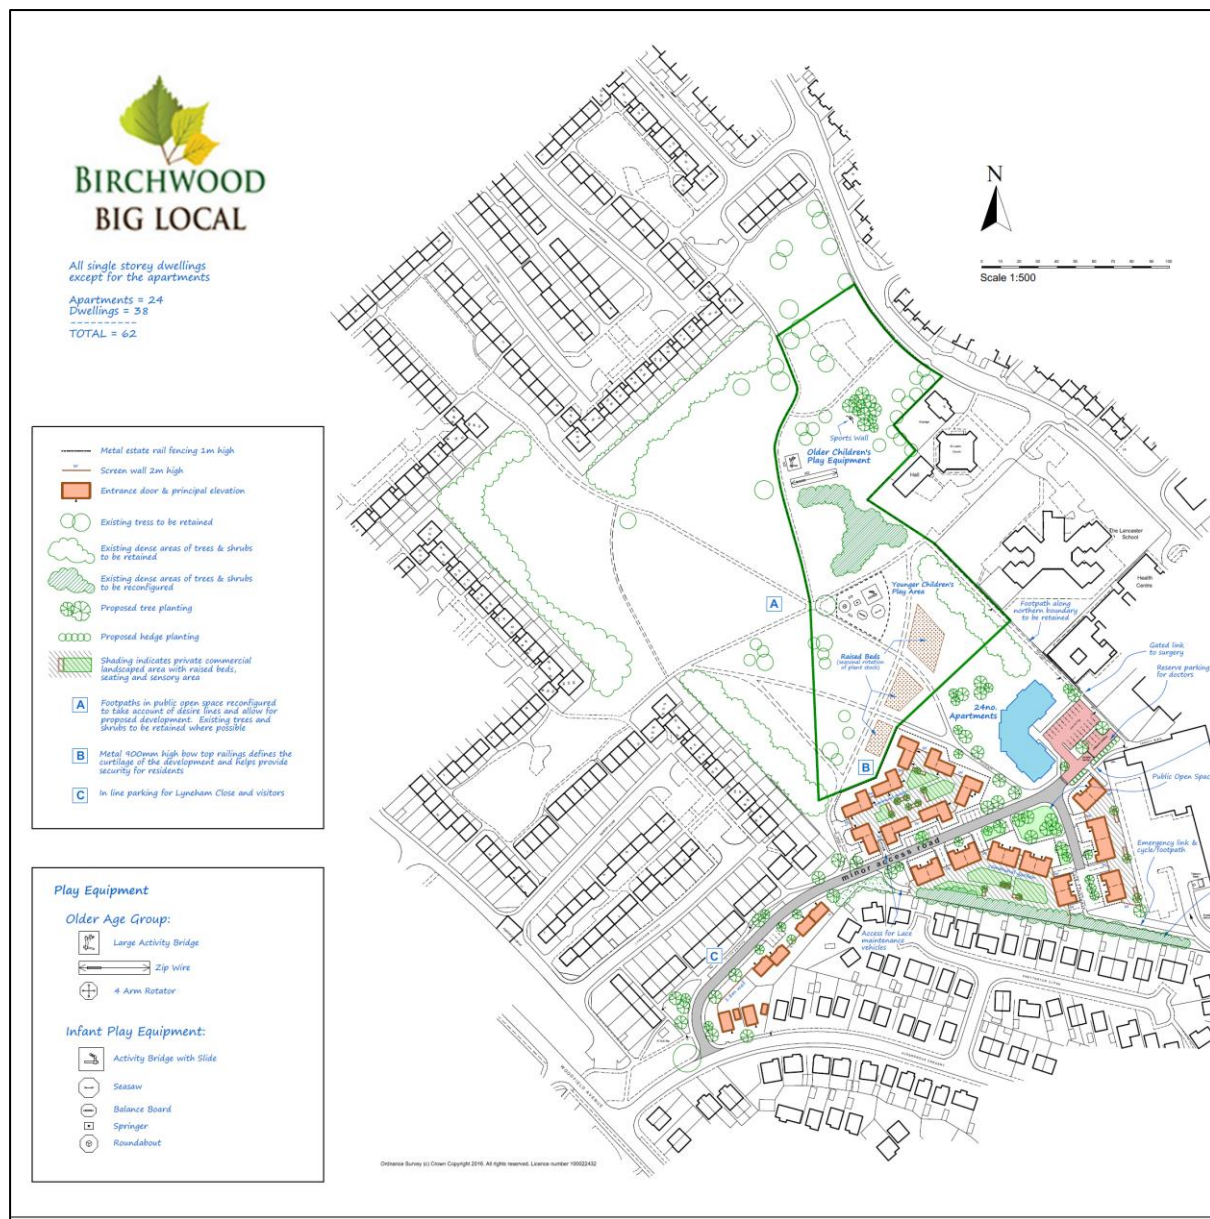 BIRCHWOOD
BIG LOCAL
All single storey dwellings
except for the apartments
Apartments = 24
Dwellings = 38
----------
TOTAL = 62
Metal estate rail fencing 1m high
Screen wall 2m high
Entrance door & principal elevation
Existing tress to be retained
Existing dense areas of trees & shrubs
to be retained
Existing dense areas of trees & shrubs
to be reconfigured
Proposed tree planting
Proposed hedge planting
Shading indicates private commercial
landscaped area with raised beds,
seating and sensory area
A
Footpaths in public open space reconfigured
to take account of desire lines and allow for
proposed development. Existing trees and
shrubs to be retained where possible
B
Metal 900mm high bow top railings defines the
curtilage of the development and helps provide
security for residents
C
In line parking for Lyneham Close and visitors
Play Equipment
Older Age Group:
Large Activity Bridge
Zip Wire
4 Arm Rotator
Infant Play Equipment:
Activity Bridge with Slide
Seasaw
Balance Board
Springer
Roundabout
N
Scale 1:500
Sports Wall
Older Children's
Play Equipment
Hall
The Lancaster
School
Health
Centre
Younger Children's
Play Area
A
Footpath along
northern boundary
to be retained
Raised Beds
(seasonal rotation
of plant stock)
Gated link
to surgery
Reserve parking
for doctors
24no.
Apartments
B
Public Open Spac
minor access road
Emergency link &
cycle/footpath
Access for Lace
maintenance
vehicles
C
WOODFIELD AVENUE
Ordnance Survey (c) Crown Copyright 2016. All rights reserved. Licence number 100022432